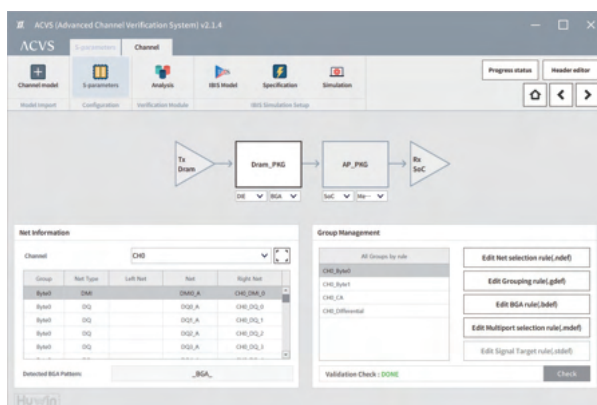 ACVS (Advanced Channel Verification System) v2.1.4
ACVS S-parameters Channel
Channel model S-parameters Analysis IBIS Model Specification Simulation
Progress status Header editor
Model Import Configuration Verification Module IBIS Simulation Setup
Tx
Dram
Dram_PKG
AP_PKG
Rx
SoC
DIE BGA SoC Me···
Net Information
Channel CH0
Group Net Type Left Net Net Right Net
Byte0 DMI DMI0_A CH0_DMI_0
Byte0 DQ DQ0_A CH0_DQ_0
Byte0 DQ DQ1_A CH0_DQ_1
Byte0 DQ DQ2_A CH0_DQ_2
Byte0 DQ DQ3_A CH0_DQ_3
Detected BGA Pattern: _BGA_
Group Management
All Groups by rule
CH0_Byte0
CH0_Byte1
CH0_CA
CH0_Differential
Edit Net selection rule(.ndef)
Edit Grouping rule(.gdef)
Edit BGA rule(.bdef)
Edit Multiport selection rule(.mdef)
Edit Signal Target rule(.stdef)
Validation Check : DONE
Check
Huwin